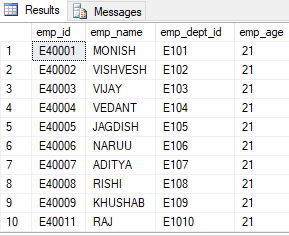 Results Messages
emp_id emp_name emp_dept_id emp_age
1 E40001 MONISH E101 21
2 E40002 VISHVESH E102 21
3 E40003 VIJAY E103 21
4 E40004 VEDANT E104 21
5 E40005 JAGDISH E105 21
6 E40006 NARUU E106 21
7 E40007 ADITYA E107 21
8 E40008 RISHI E108 21
9 E40009 KHUSHAB E109 21
10 E40011 RAJ E1010 21